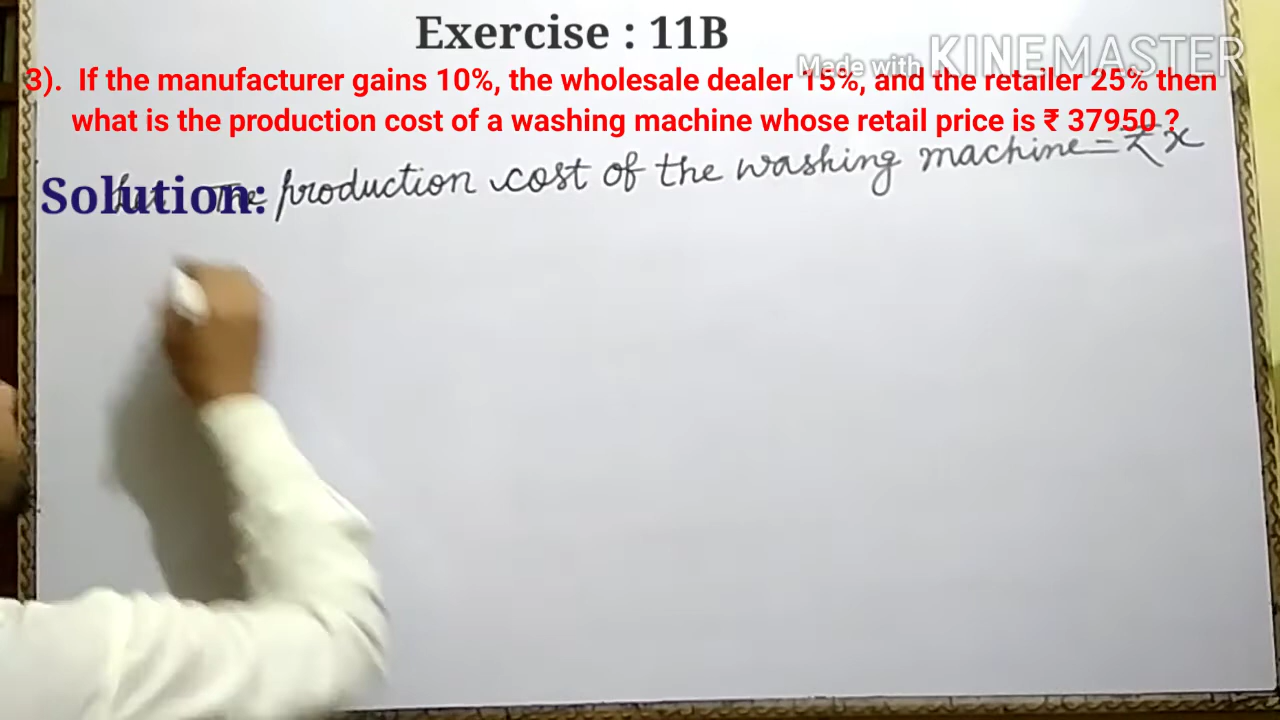 Exercise : 11B
Made with KINEMASTER
3). If the manufacturer gains 10%, the wholesale dealer 15%, and the retailer 25% then
what is the production cost of a washing machine whose retail price is ₹ 37950 ?
Solution:
Let The production cost of the washing machine = ₹ x